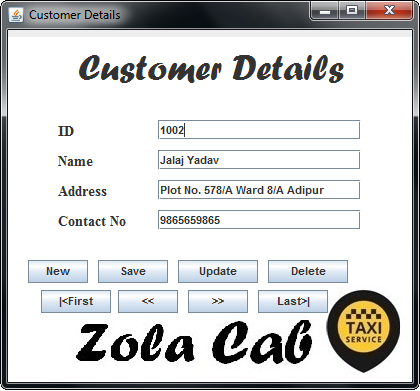 Customer Details
Customer Details
ID 1002
Name Jalaj Yadav
Address Plot No. 578/A Ward 8/A Adipur
Contact No 9865659865
New Save Update Delete
|<First << >> Last>|
Zola Cab
TAXI
SERVICE